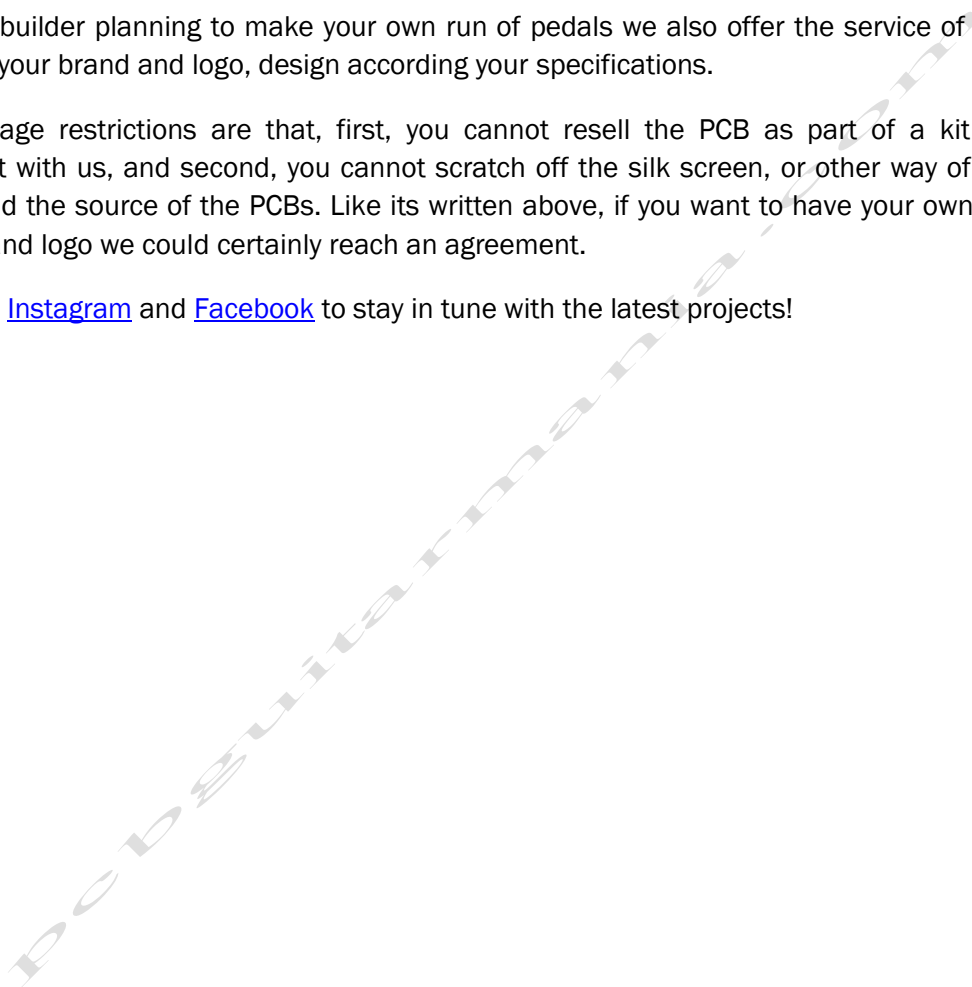 builder planning to make your own run of pedals we also offer the service of
your brand and logo, design according your specifications.
age restrictions are that, first, you cannot resell the PCB as part of a kit
t with us, and second, you cannot scratch off the silk screen, or other way of
d the source of the PCBs. Like its written above, if you want to have your own
nd logo we could certainly reach an agreement.
Instagram and Facebook to stay in tune with the latest projects!
pcbguitarmania.com